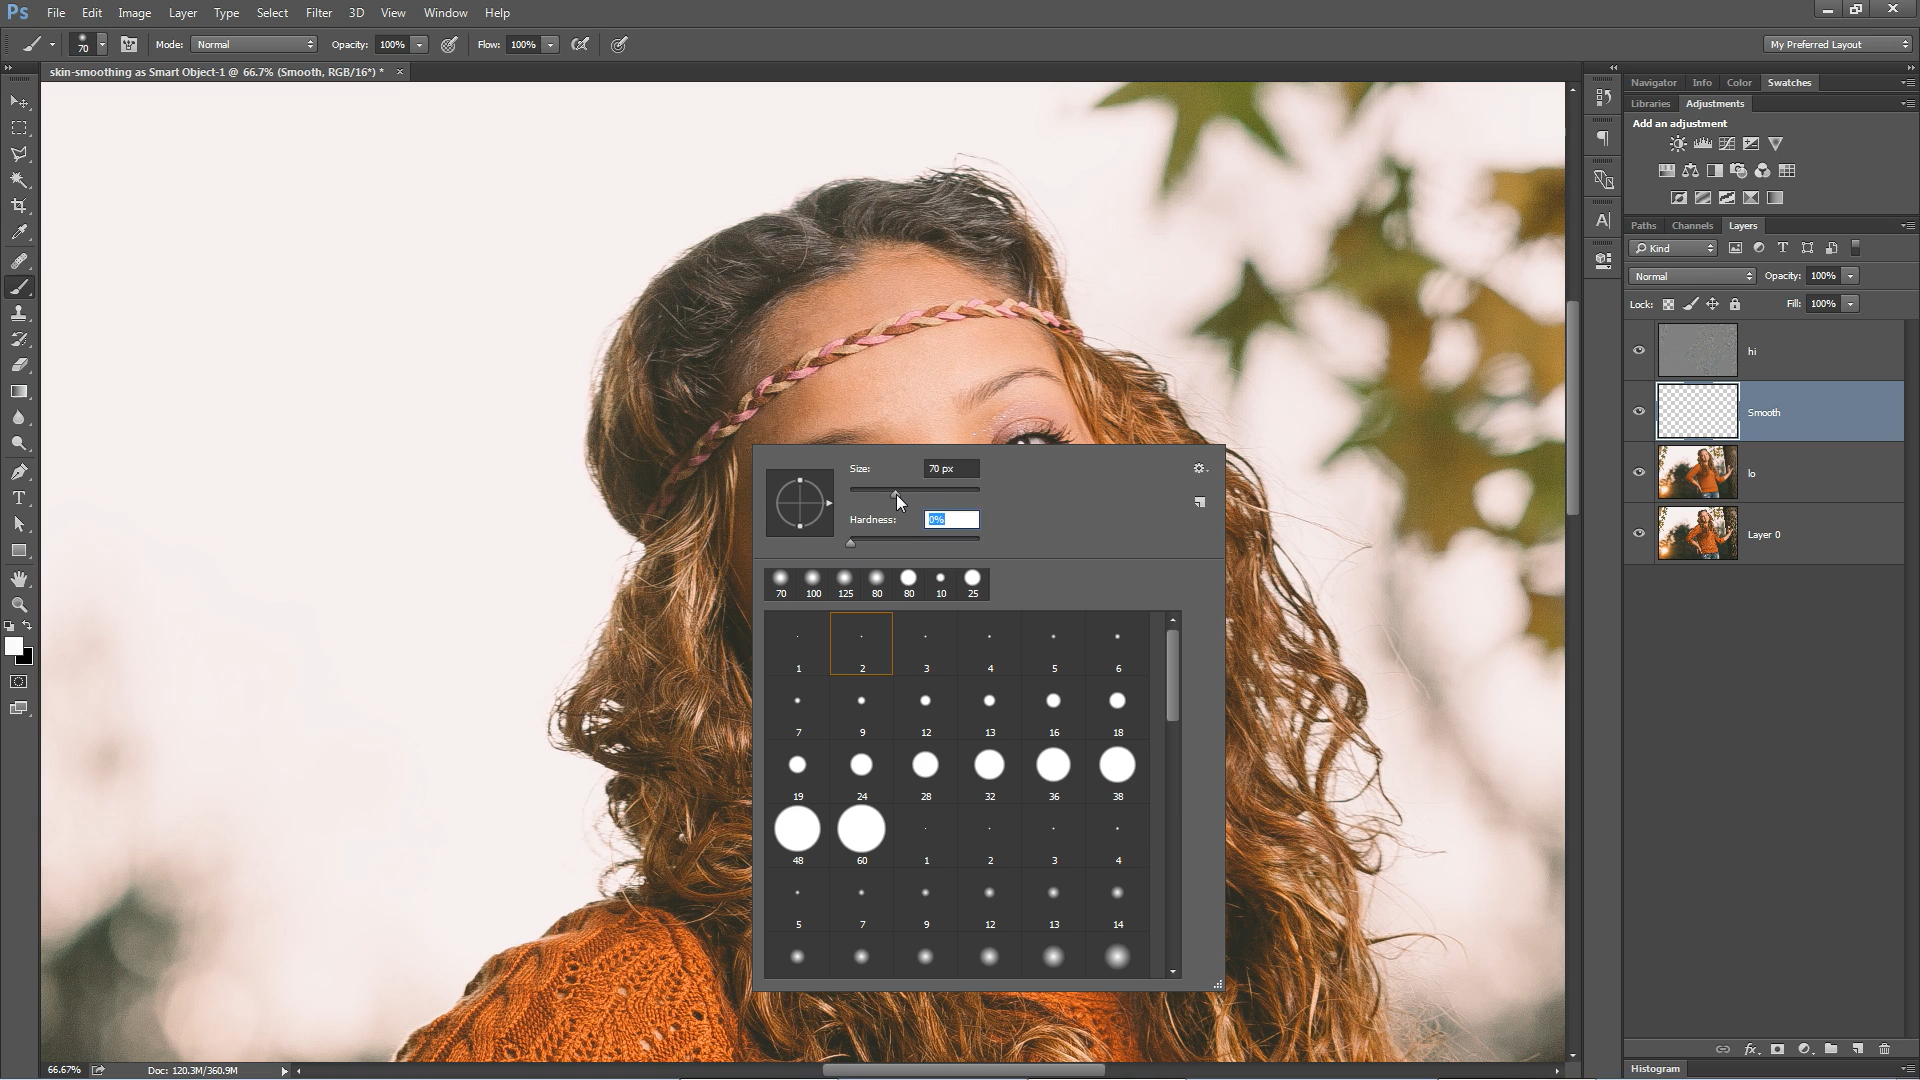 Ps File Edit Image Layer Type Select Filter 3D View Window Help
70 Mode: Normal Opacity: 100% Flow: 100% My Preferred Layout
skin-smoothing as Smart Object-1 @ 66.7% (Smooth, RGB/16*) * ×
Navigator Info Color Swatches
Libraries Adjustments
Add an adjustment
Paths Channels Layers
Kind T
Normal Opacity: 100%
Lock: Fill: 100%
hi
Smooth
lo
Layer 0
Size: 70 px
Hardness: 0%
70 100 125 80 80 10 25
1 2 3 4 5 6
7 9 12 13 16 18
19 24 28 32 36 38
48 60 1 2 3 4
5 7 9 12 13 14
66.67% Doc: 120.3M/360.9M
fx
Histogram